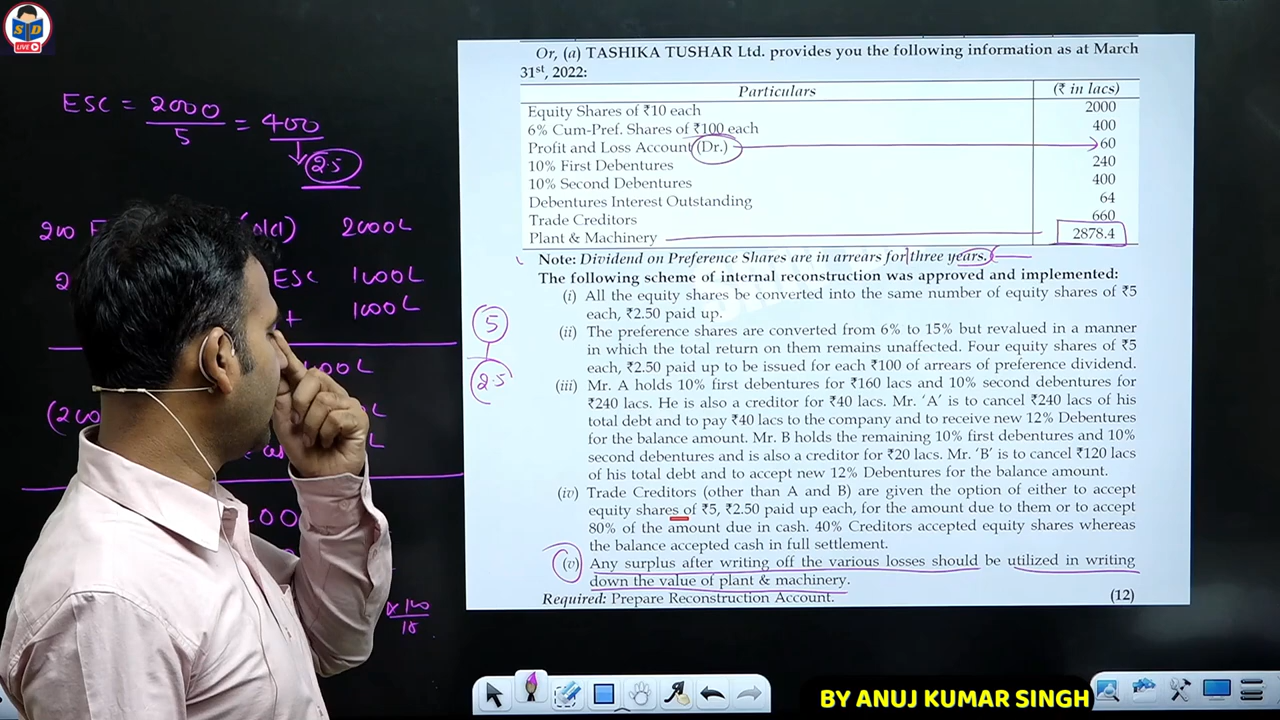 S D
LIVE
ESC = 2000/5 = 400
2.5
200
(old) 2000L
2
ESC 1000L
+ 1000L
00L
L
(200
L
00
x 100/15
Or, (a) TASHIKA TUSHAR Ltd. provides you the following information as at March
31st, 2022:
Particulars (₹ in lacs)
Equity Shares of ₹10 each 2000
6% Cum-Pref. Shares of ₹100 each 400
Profit and Loss Account (Dr.) 60
10% First Debentures 240
10% Second Debentures 400
Debentures Interest Outstanding 64
Trade Creditors 660
Plant & Machinery 2878.4
Note: Dividend on Preference Shares are in arrears for three years.
The following scheme of internal reconstruction was approved and implemented:
(i) All the equity shares be converted into the same number of equity shares of ₹5
each, ₹2.50 paid up.
5
2.5
(ii) The preference shares are converted from 6% to 15% but revalued in a manner
in which the total return on them remains unaffected. Four equity shares of ₹5
each, ₹2.50 paid up to be issued for each ₹100 of arrears of preference dividend.
(iii) Mr. A holds 10% first debentures for ₹160 lacs and 10% second debentures for
₹240 lacs. He is also a creditor for ₹40 lacs. Mr. 'A' is to cancel ₹240 lacs of his
total debt and to pay ₹40 lacs to the company and to receive new 12% Debentures
for the balance amount. Mr. B holds the remaining 10% first debentures and 10%
second debentures and is also a creditor for ₹20 lacs. Mr. 'B' is to cancel ₹120 lacs
of his total debt and to accept new 12% Debentures for the balance amount.
(iv) Trade Creditors (other than A and B) are given the option of either to accept
equity shares of ₹5, ₹2.50 paid up each, for the amount due to them or to accept
80% of the amount due in cash. 40% Creditors accepted equity shares whereas
the balance accepted cash in full settlement.
(v) Any surplus after writing off the various losses should be utilized in writing
down the value of plant & machinery.
Required: Prepare Reconstruction Account. (12)
BY ANUJ KUMAR SINGH